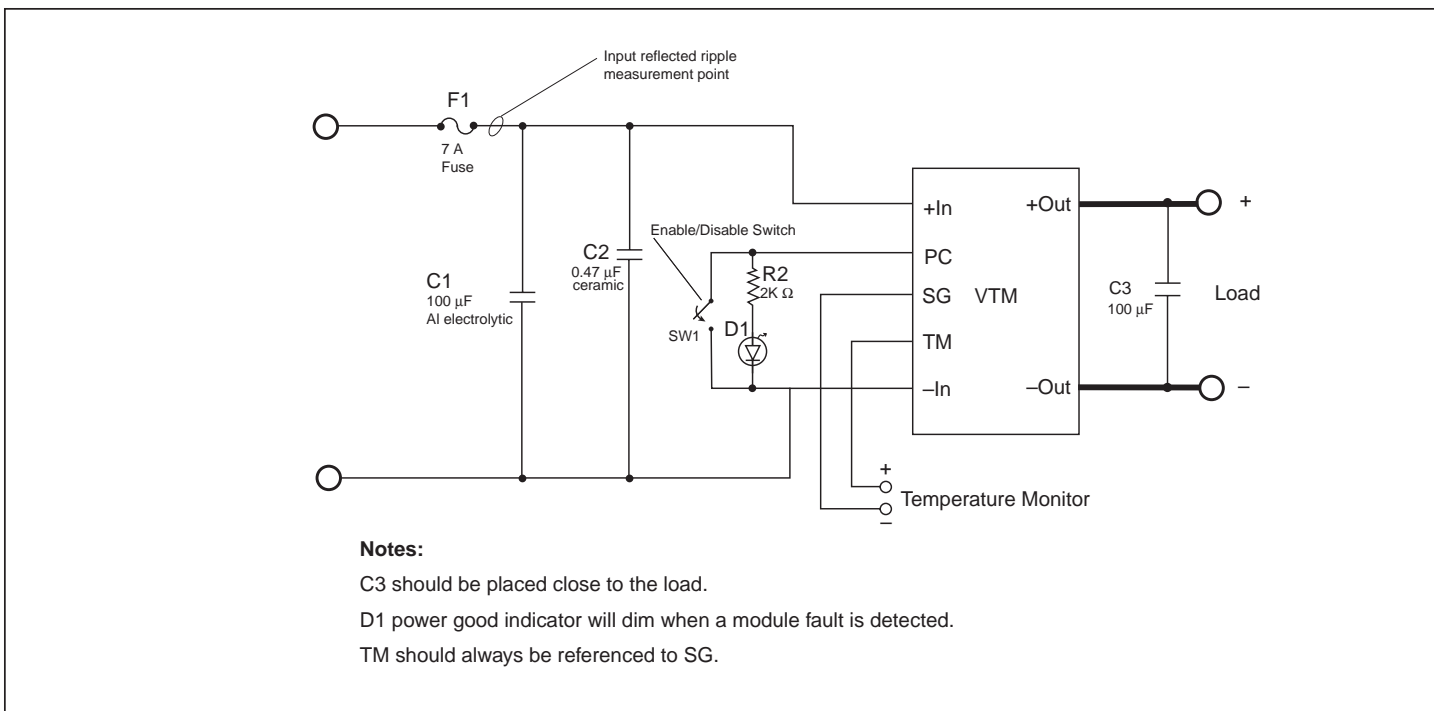 Input reflected ripple
measurement point
F1
7 A
Fuse
+In
+Out
+
Enable/Disable Switch
C2
0.47 µF
ceramic
PC
R2
2K Ω
C1
100 µF
Al electrolytic
SG
VTM
C3
100 µF
Load
SW1
D1
TM
–In
–Out
–
+
Temperature Monitor
–
Notes:
C3 should be placed close to the load.
D1 power good indicator will dim when a module fault is detected.
TM should always be referenced to SG.